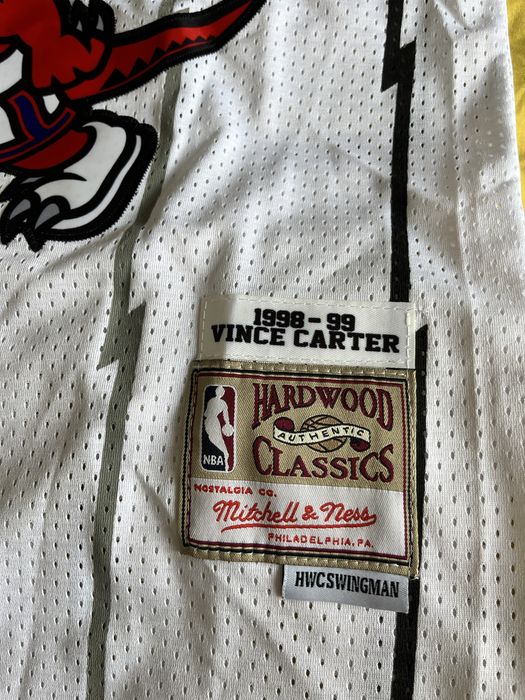 1998-99
VINCE CARTER
HARDWOOD
AUTHENTIC
CLASSICS
NBA
NOSTALGIA CO.
Mitchell & Ness
PHILADELPHIA, PA.
HWCSWINGMAN